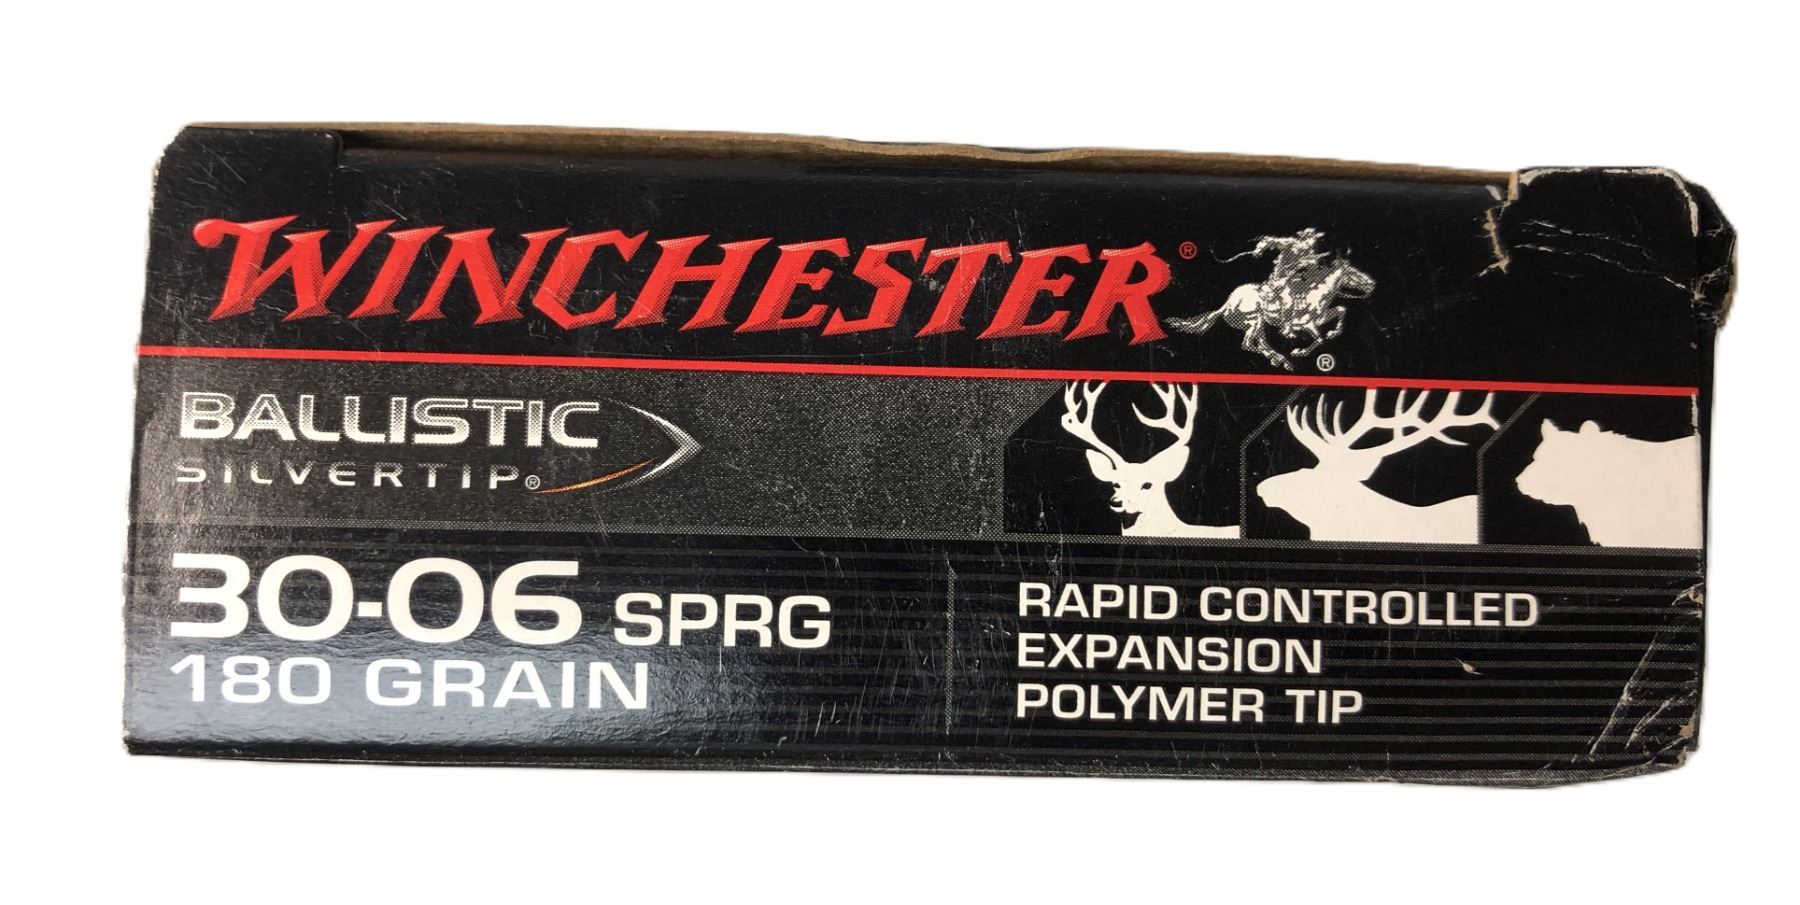 WINCHESTER®
®
BALLISTIC
SILVERTIP®
30-06 SPRG
180 GRAIN
RAPID CONTROLLED
EXPANSION
POLYMER TIP